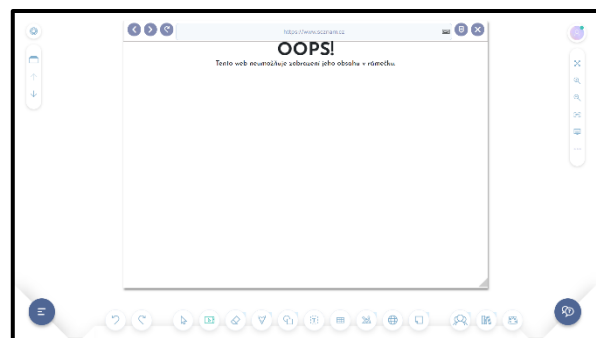 https://www.seznam.cz
OOPS!
Tento web neumožňuje zobrazení jeho obsahu v rámečku.